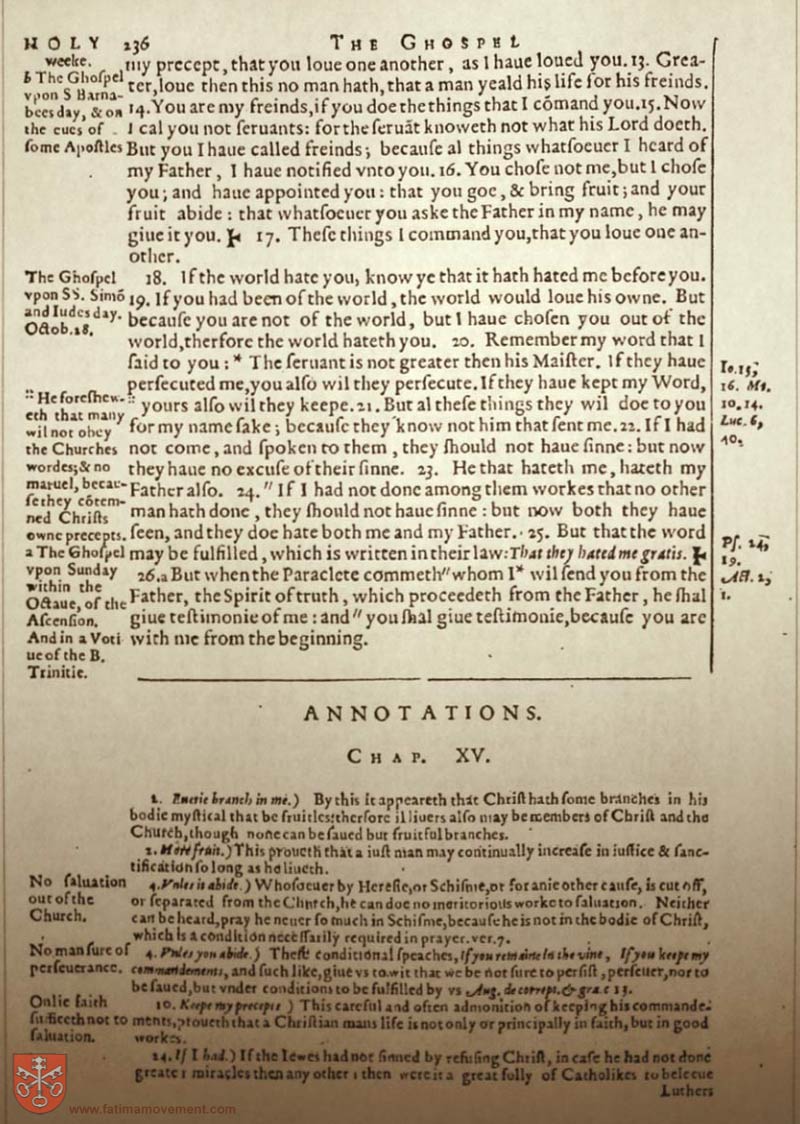 HOLY 236 THE GHOSPEL
weeke.
b The Ghoſpel
vpon S Barna-
bees day, & on
the eues of
ſome Apoſtles
my precept, that you loue one another, as I haue loued you. 13. Grea-
ter, loue then this no man hath, that a man yeald his life for his freinds.
14. You are my freinds, if you doe the things that I cõmand you. 15. Now
I cal you not ſeruants: for the ſeruãt knoweth not what his Lord doeth.
But you I haue called freinds; becauſe al things whatſoeuer I heard of
my Father, I haue notified vnto you. 16. You choſe not me, but I choſe
you; and haue appointed you: that you goe, & bring fruit; and your
fruit abide: that whatſoeuer you aske the Father in my name, he may
giue it you. 17. Theſe things I command you, that you loue one an-
other.
The Ghoſpel
vpon SS. Simõ
and Iudes day.
Octob. 28.
18. If the world hate you, know ye that it hath hated me before you.
19. If you had been of the world, the world would loue his owne. But
becauſe you are not of the world, but I haue choſen you out of the
world, therfore the world hateth you. 20. Remember my word that I
ſaid to you: * The ſeruant is not greater then his Maiſter. If they haue
perſecuted me, you alſo wil they perſecute. If they haue kept my Word,
" yours alſo wil they keepe. 21. But al theſe things they wil doe to you
for my name ſake; becauſe they know not him that ſent me. 22. If I had
not come, and ſpoken to them, they ſhould not haue ſinne: but now
they haue no excuſe of their ſinne. 23. He that hateth me, hateth my
Father alſo. 24. " If I had not done among them workes that no other
man hath done, they ſhould not haue ſinne: but now both they haue
ſeen, and they doe hate both me and my Father. 25. But that the word
may be fulfilled, which is written in their law: That they hated me gratis.
26. a But when the Paraclete commeth " whom I * wil ſend you from the
Father, the Spirit of truth, which proceedeth from the Father, he ſhal
giue teſtimonie of me: and " you ſhal giue teſtimonie, becauſe you are
with me from the beginning.
" He foreſhew-
eth that many
wil not obey
the Churches
wordes; & no
maruel, becau-
ſe they cõtem-
ned Chriſts
owne precepts.
a The Ghoſpel
vpon Sunday
within the
Octaue, of the
Aſcenſion.
And in a Voti
ue of the B.
Trinitie.
Io. 13,
16. Mt.
10. 14.
Luc. 6,
40.
Pſ. 24,
19.
Act. 2,
1.
ANNOTATIONS.
CHAP. XV.
2. Euerie branch in me.) By this it appeareth that Chriſt hath ſome branches in his
bodie myſtical that be fruitles: therfore il liuers alſo may be members of Chriſt and the
Church, though none can be ſaued but fruitful branches.
2. More fruit.) This proueth that a iuſt man may continually increaſe in iuſtice & ſanc-
tification ſo long as he liueth.
No ſaluation
out of the
Church.
4. Vnles it abide.) Whoſoeuer by Hereſie, or Schiſme, or for anie other cauſe, is cut off,
or ſeparated from the Church, he can doe no meritorious worke to ſaluation. Neither
can be heard, pray he neuer ſo much in Schiſme, becauſe he is not in the bodie of Chriſt,
which is a condition neceſſarily required in prayer. ver. 7.
No man ſure of
perſeuerance.
4. Vnles you abide.) Theſe conditional ſpeaches, If you remaine in the vine, If you keepe my
commandements, and ſuch like, giue vs to wit that we be not ſure to perſiſt, perſeuer, nor to
be ſaued, but vnder conditions to be fulfilled by vs Aug. de corrept. & gra. c 13.
Onlie faith
ſufficeth not to
ſaluation.
10. Keepe my precepts) This careful and often admonition of keeping his commande-
ments, proueth that a Chriſtian mans life is not only or principally in faith, but in good
workes.
24. If I had.) If the Iewes had not ſinned by refuſing Chriſt, in caſe he had not done
greater miracles then any other; then were it a great folly of Catholikes to beleeue
Luthers
www.fatimamovement.com